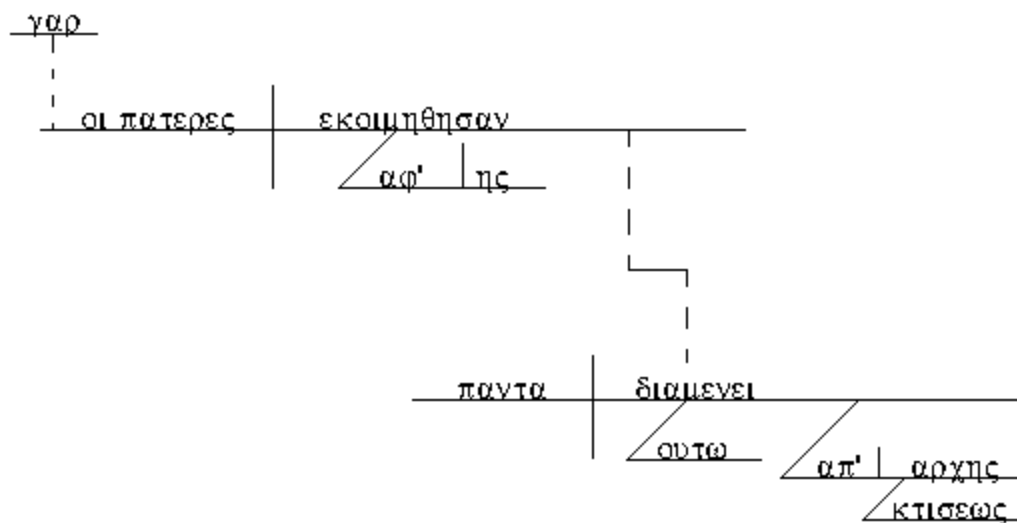 γαρ
οι πατερες εκοιμηθησαν
αφ' ης
παντα διαμενει
ουτω
απ' αρχης
κτισεως